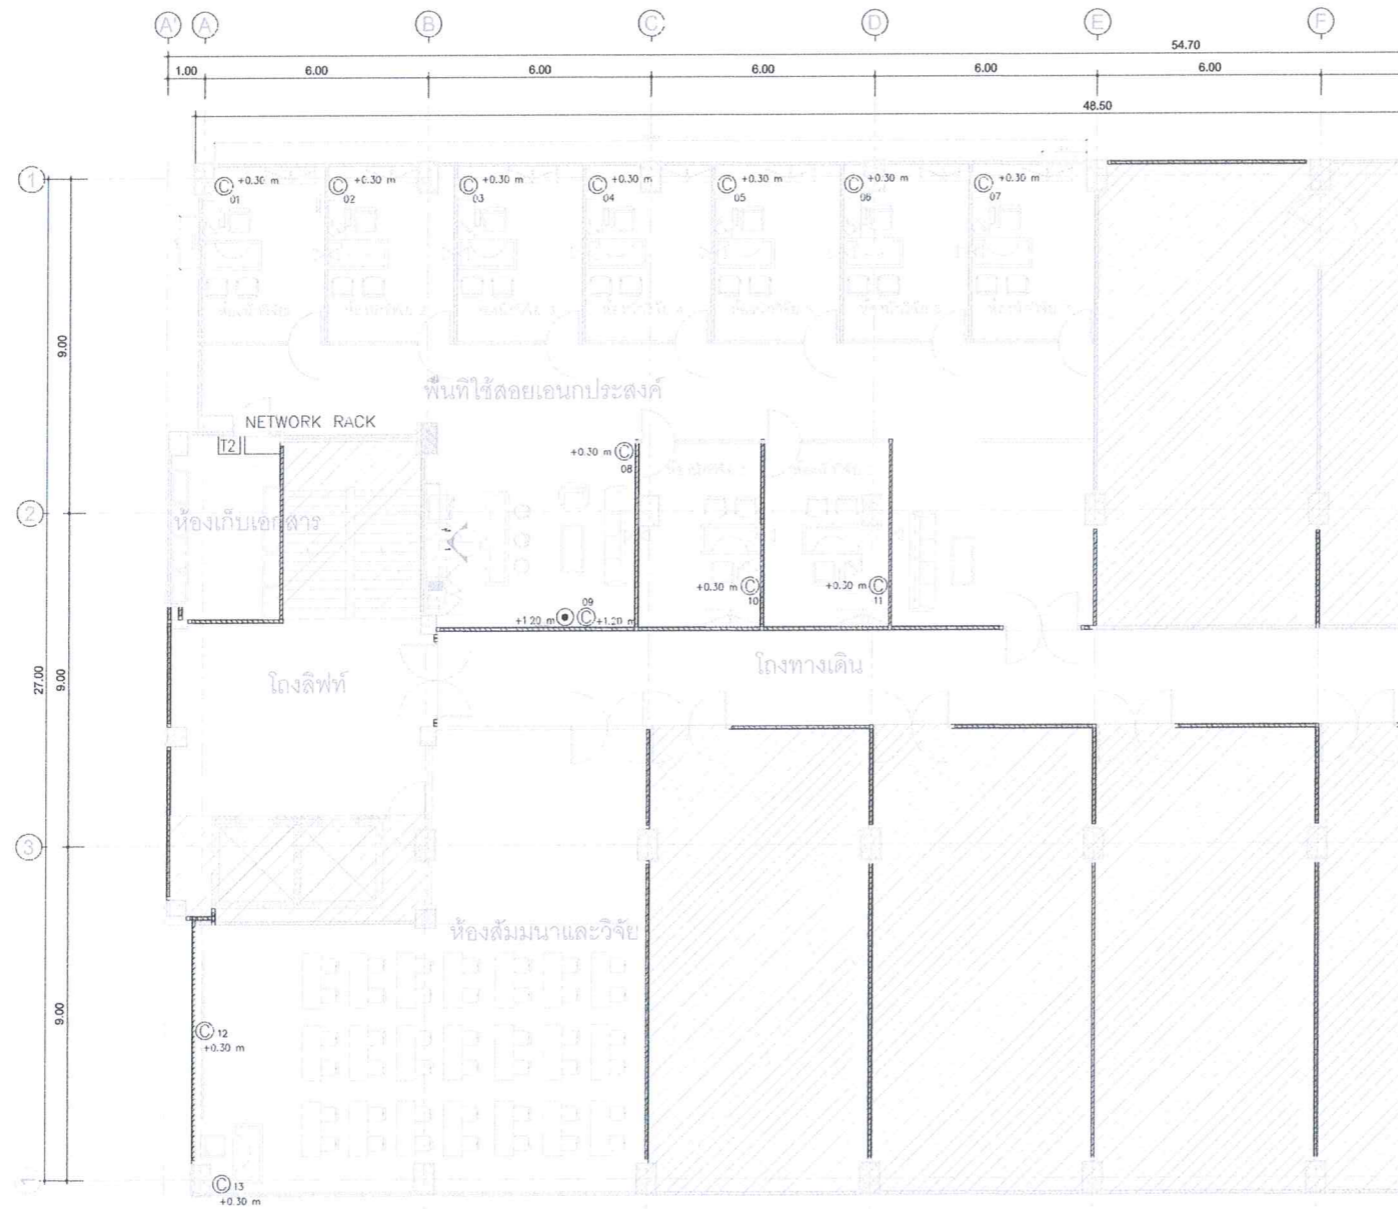 A' A B C D E F
54.70
1.00 6.00 6.00 6.00 6.00 6.00
48.50
1
C +0.30 m 01
C +0.30 m 02
C +0.30 m 03
C +0.30 m 04
C +0.30 m 05
C +0.30 m 06
C +0.30 m 07
9.00
พื้นที่ใช้สอยเอนกประสงค์
NETWORK RACK
T2
+0.30 m C 08
2
ห้องเก็บเอกสาร
+0.30 m C 10
+0.30 m C 11
09
+1.20 m C +1.20 m
E
โถงทางเดิน
27.00
9.00
โถงลิฟท์
E
3
ห้องสัมมนาและวิจัย
9.00
C 12
+0.30 m
C 13
+0.30 m